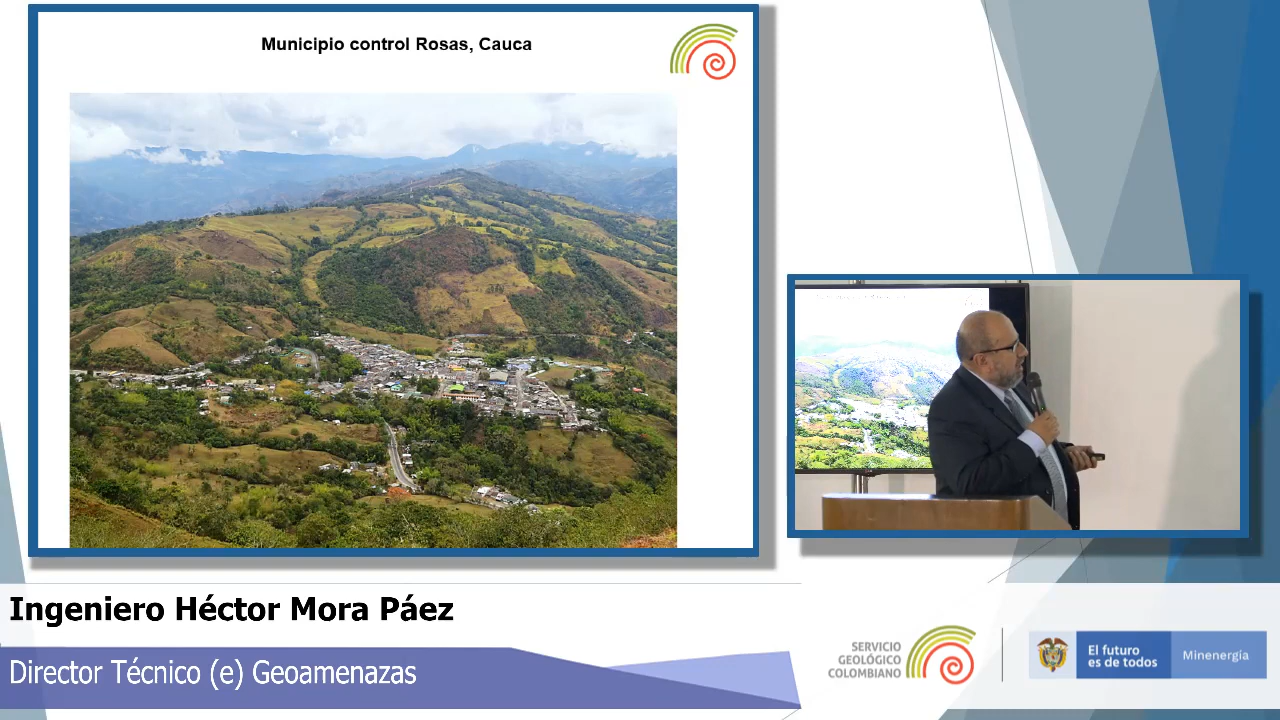 Municipio control Rosas, Cauca
Ingeniero Héctor Mora Páez
Director Técnico (e) Geoamenazas
SERVICIO
GEOLÓGICO
COLOMBIANO
El futuro
es de todos
Minenergía